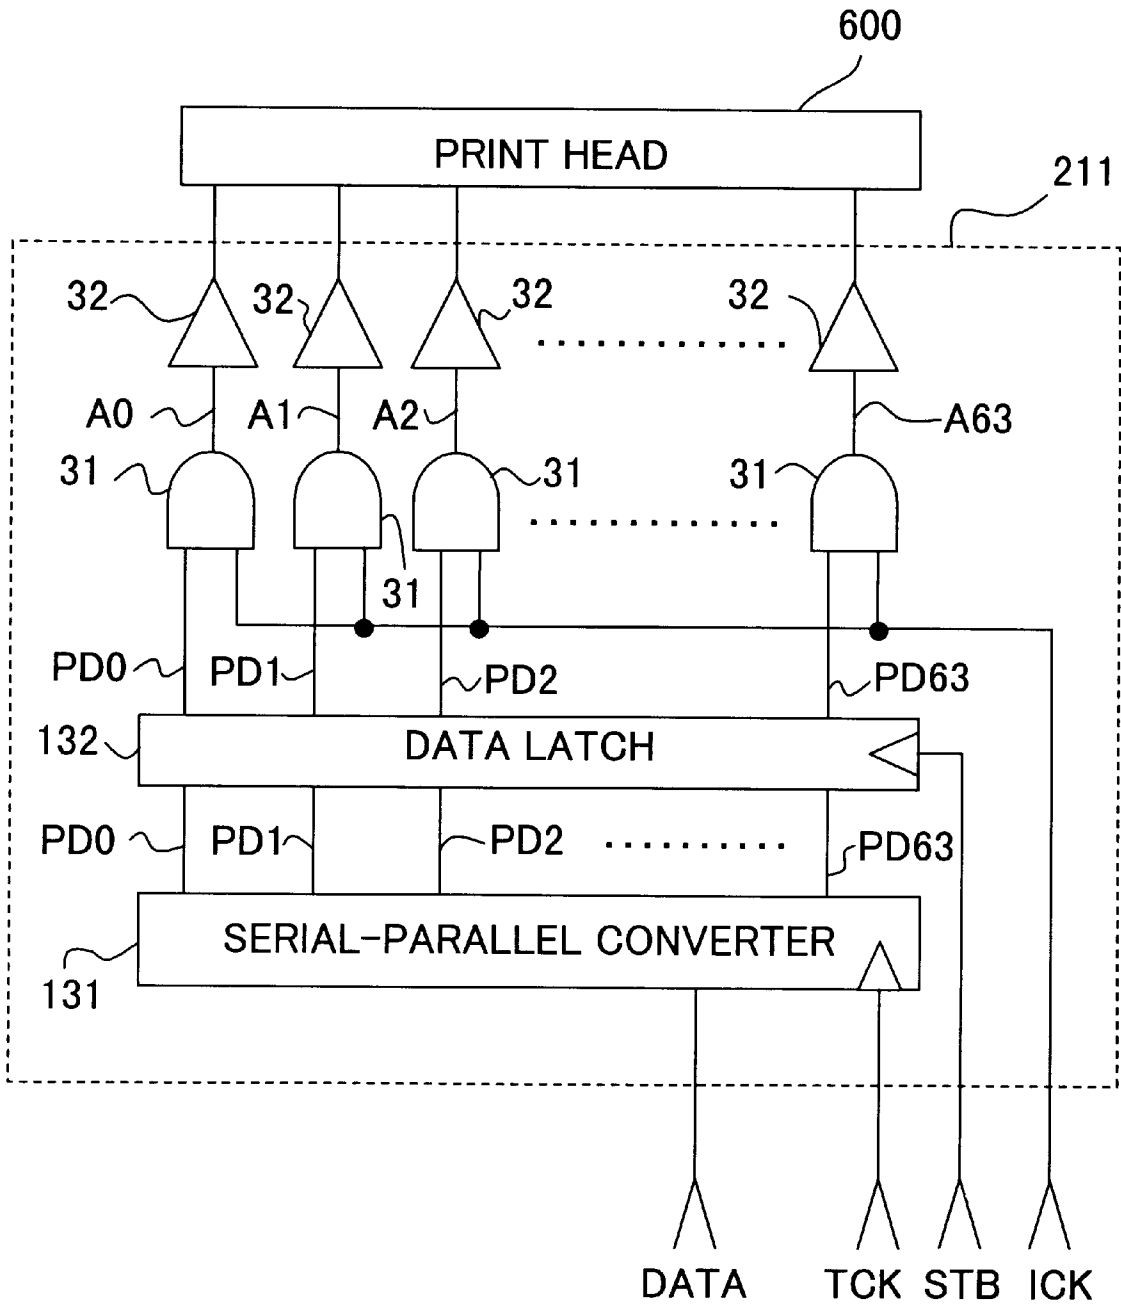 600
PRINT HEAD
211
32 32 32 32
A0 A1 A2 A63
31 31 31
31
PD0 PD1 PD2 PD63
132 DATA LATCH
PD0 PD1 PD2 PD63
SERIAL-PARALLEL CONVERTER
131
DATA TCK STB ICK